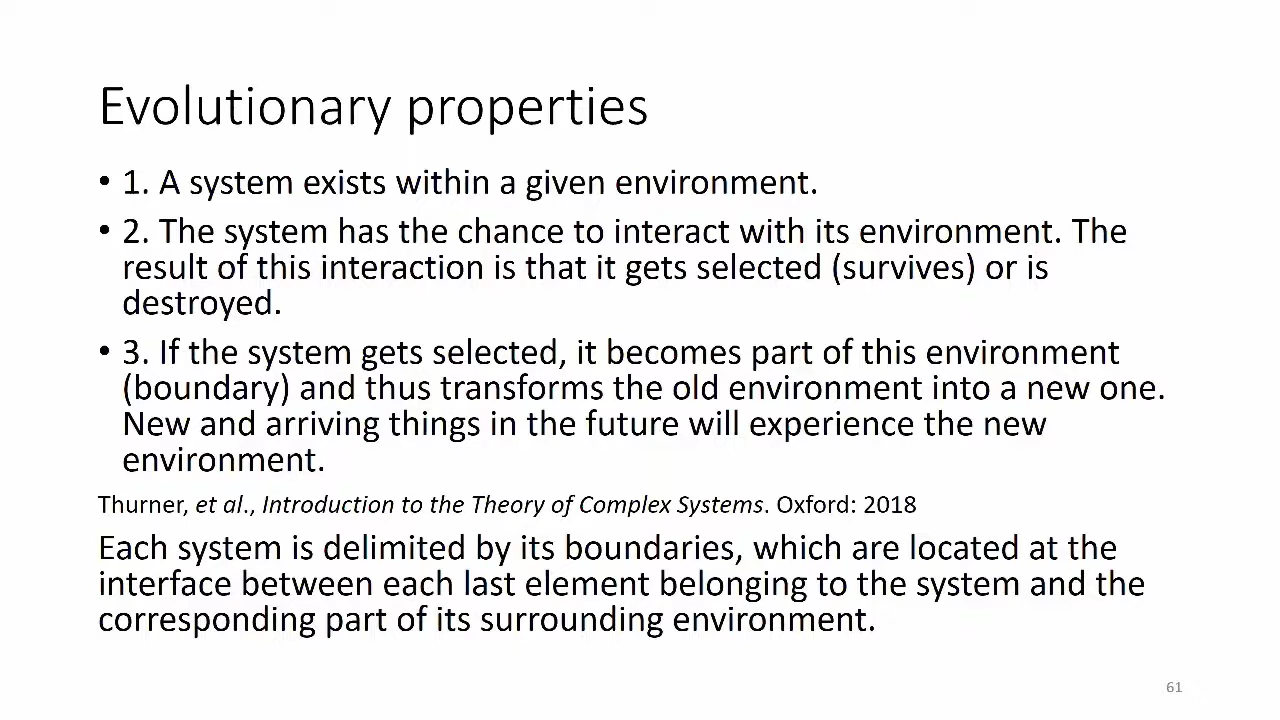 Evolutionary properties
• 1. A system exists within a given environment.
• 2. The system has the chance to interact with its environment. The
result of this interaction is that it gets selected (survives) or is
destroyed.
• 3. If the system gets selected, it becomes part of this environment
(boundary) and thus transforms the old environment into a new one.
New and arriving things in the future will experience the new
environment.
Thurner, et al., Introduction to the Theory of Complex Systems. Oxford: 2018
Each system is delimited by its boundaries, which are located at the
interface between each last element belonging to the system and the
corresponding part of its surrounding environment.
61